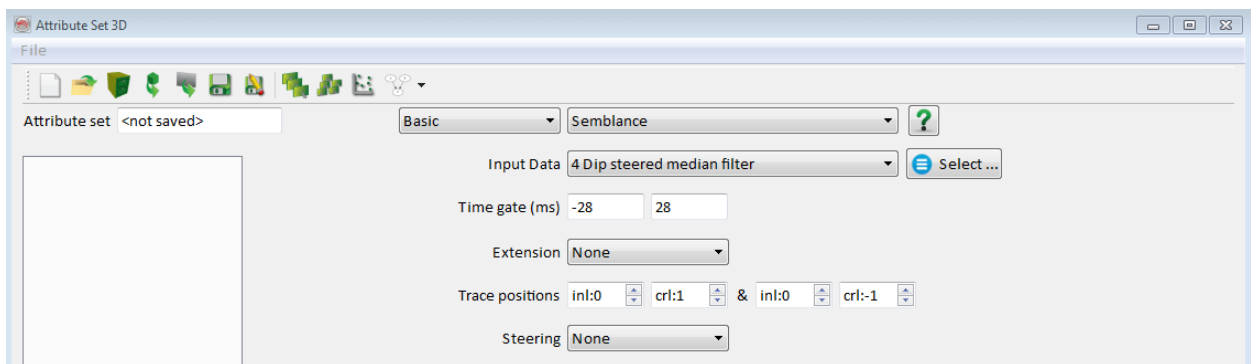 Attribute Set 3D
File
Attribute set <not saved> Basic Semblance ?
Input Data 4 Dip steered median filter Select ...
Time gate (ms) -28 28
Extension None
Trace positions inl:0 crl:1 & inl:0 crl:-1
Steering None